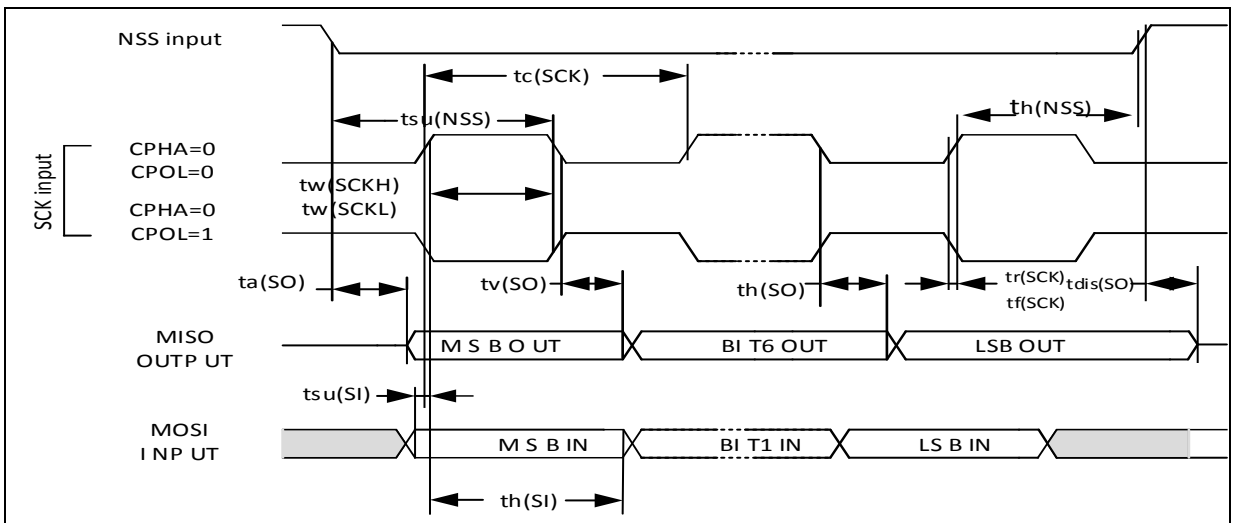 NSS input
tc(SCK)
tsu(NSS)
th(NSS)
SCK input
CPHA=0
CPOL=0
tw(SCKH)
CPHA=0
tw(SCKL)
CPOL=1
ta(SO)
tv(SO)
th(SO)
tr(SCK)
tdis(SO)
tf(SCK)
MISO
OUTP UT
M S B O UT
BI T6 OUT
LSB OUT
tsu(SI)
MOSI
I NP UT
M S B IN
BI T1 IN
LS B IN
th(SI)